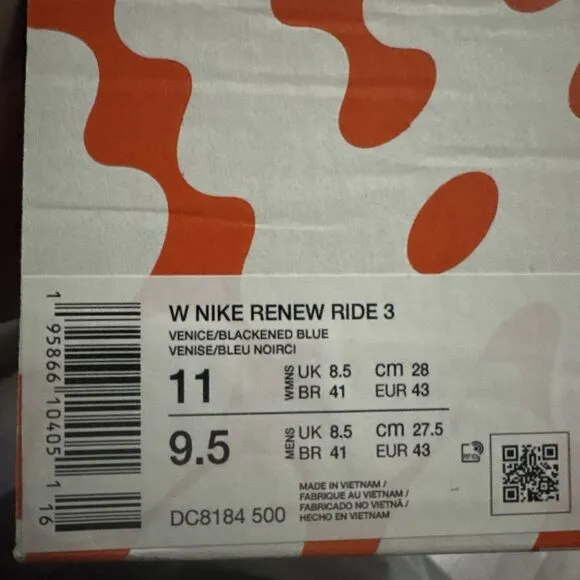 W NIKE RENEW RIDE 3
VENICE/BLACKENED BLUE
VENISE/BLEU NOIRCI
11 WMNS UK 8.5 cm 28
BR 41 EUR 43
9.5 MENS UK 8.5 cm 27.5
BR 41 EUR 43
RFID
MADE IN VIETNAM /
FABRIQUE AU VIETNAM /
FABRICADO NO VIETNÃ /
HECHO EN VIETNAM
DC8184 500
1 95866 10405 1 16